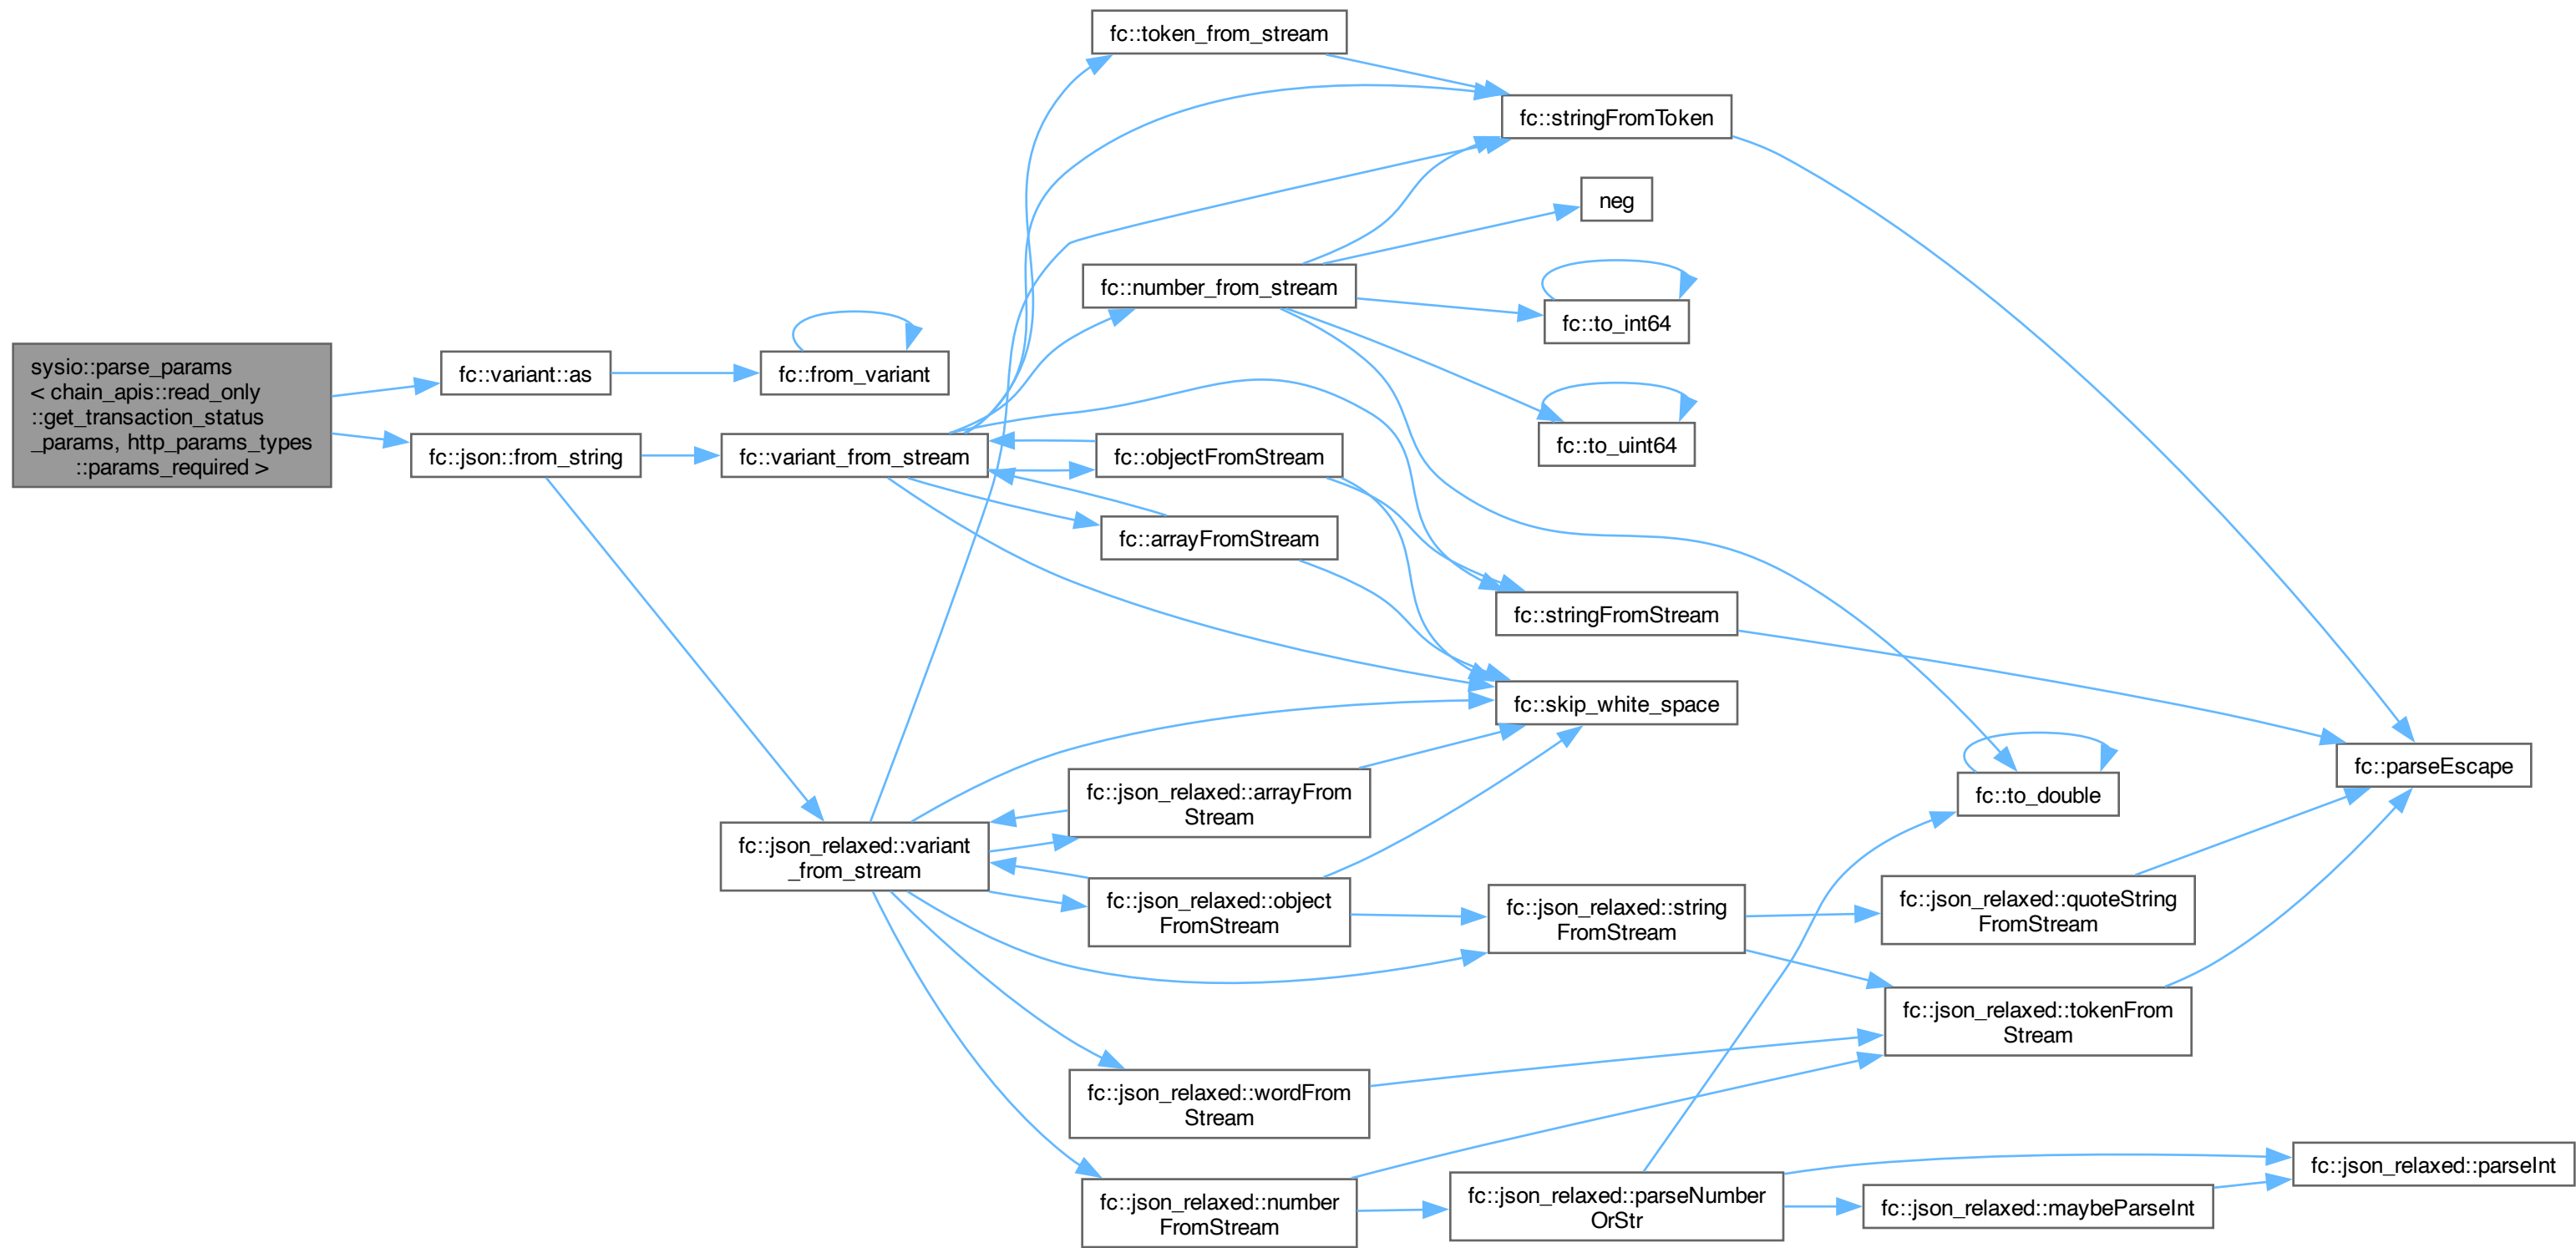 sysio::parse_params
< chain_apis::read_only
::get_transaction_status
_params, http_params_types
::params_required >
fc::variant::as
fc::from_variant
fc::json::from_string
fc::variant_from_stream
fc::token_from_stream
fc::stringFromToken
neg
fc::number_from_stream
fc::to_int64
fc::to_uint64
fc::objectFromStream
fc::arrayFromStream
fc::stringFromStream
fc::skip_white_space
fc::parseEscape
fc::to_double
fc::json_relaxed::variant
_from_stream
fc::json_relaxed::arrayFrom
Stream
fc::json_relaxed::object
FromStream
fc::json_relaxed::string
FromStream
fc::json_relaxed::quoteString
FromStream
fc::json_relaxed::tokenFrom
Stream
fc::json_relaxed::wordFrom
Stream
fc::json_relaxed::number
FromStream
fc::json_relaxed::parseNumber
OrStr
fc::json_relaxed::maybeParseInt
fc::json_relaxed::parseInt